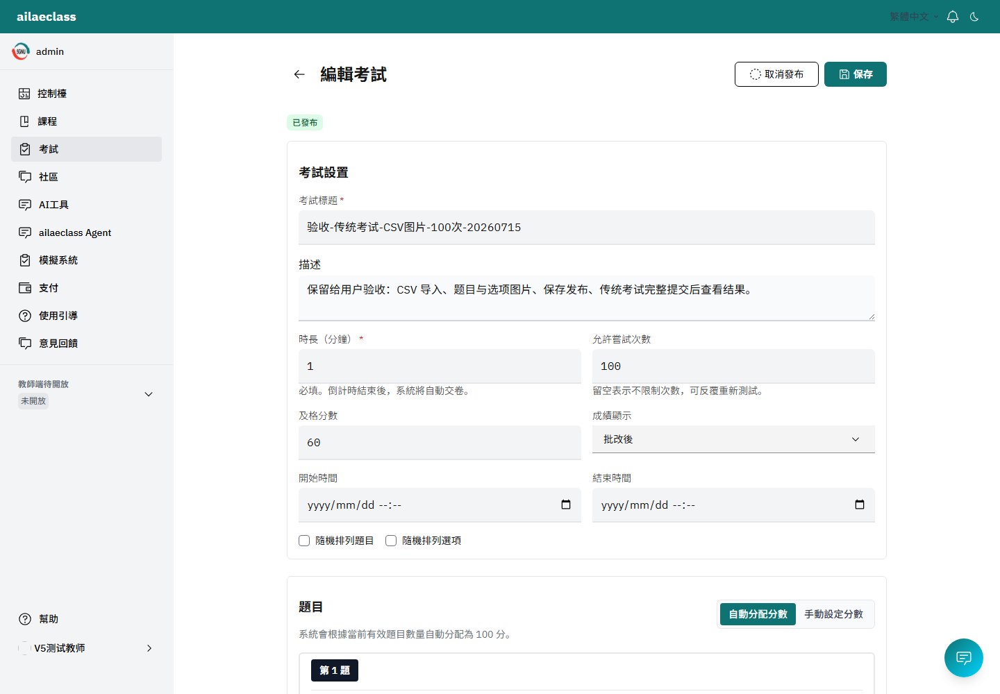 ailaeclass
繁體中文
SGNU
admin
控制檯
課程
考試
社區
AI工具
ailaeclass Agent
模擬系統
支付
使用引導
意見回饋
教師端待開放
未開放
幫助
V5测试教师
編輯考試
取消發布
保存
已發布
考試設置
考試標題 *
验收-传统考试-CSV图片-100次-20260715
描述
保留给用户验收：CSV 导入、题目与选项图片、保存发布、传统考试完整提交后查看结果。
時長（分鐘） *
允許嘗試次數
1
100
必填。倒計時結束後，系統將自動交卷。
留空表示不限制次數，可反覆重新測試。
及格分數
成績顯示
60
批改後
開始時間
結束時間
yyyy/mm/dd --:--
yyyy/mm/dd --:--
隨機排列題目
隨機排列選項
題目
自動分配分數
手動設定分數
系統會根據當前有效題目數量自動分配為 100 分。
第 1 題